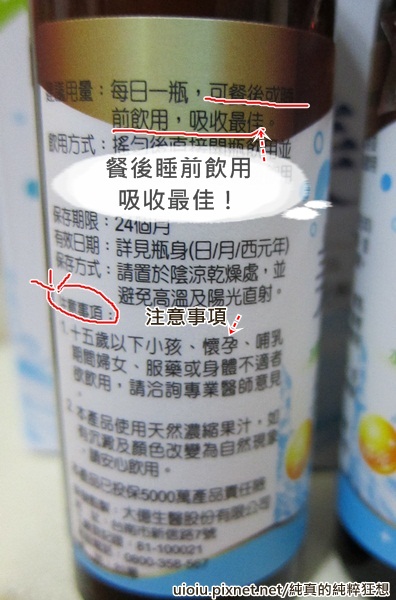 建議用量：每日一瓶，可餐後或睡
前飲用，吸收最佳。
飲用方式：搖勻後直接開瓶飲用並
餐後睡前飲用
吸收最佳！
保存期限：24個月
有效日期：詳見瓶身(日/月/西元年)
保存方式：請置於陰涼乾燥處，並
避免高溫及陽光直射。
注意事項：
注意事項
1.十五歲以下小孩、懷孕、哺乳
期間婦女、服藥或身體不適者
欲飲用，請洽詢專業醫師意見
2.本產品使用天然濃縮果汁，如
有沉澱及顏色改變為自然現象
，請安心飲用。
本產品已投保5000萬產品責任險
大億生醫股份有限公司
台南市新信路7號
61-100021
0800-358-567
uioiu.pixnet.net/純真的純粹狂想